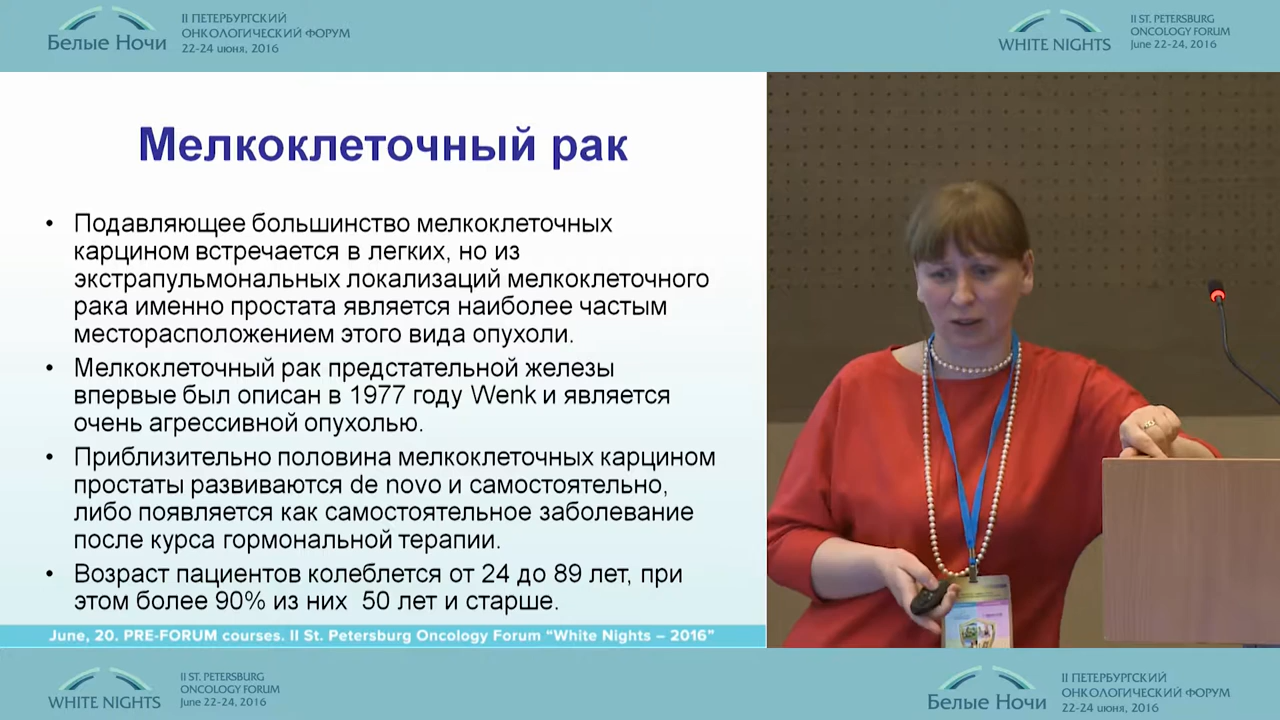 Белые Ночи
II ПЕТЕРБУРГСКИЙ
ОНКОЛОГИЧЕСКИЙ ФОРУМ
22-24 июня, 2016
WHITE NIGHTS
II ST. PETERSBURG
ONCOLOGY FORUM
June 22-24, 2016
Мелкоклеточный рак
• Подавляющее большинство мелкоклеточных
карцином встречается в легких, но из
экстрапульмональных локализаций мелкоклеточного
рака именно простата является наиболее частым
месторасположением этого вида опухоли.
• Мелкоклеточный рак предстательной железы
впервые был описан в 1977 году Wenk и является
очень агрессивной опухолью.
• Приблизительно половина мелкоклеточных карцином
простаты развиваются de novo и самостоятельно,
либо появляется как самостоятельное заболевание
после курса гормональной терапии.
• Возраст пациентов колеблется от 24 до 89 лет, при
этом более 90% из них 50 лет и старше.
June, 20. PRE-FORUM courses. II St. Petersburg Oncology Forum “White Nights – 2016”
WHITE NIGHTS
II ST. PETERSBURG
ONCOLOGY FORUM
June 22-24, 2016
Белые Ночи
II ПЕТЕРБУРГСКИЙ
ОНКОЛОГИЧЕСКИЙ ФОРУМ
22-24 июня, 2016